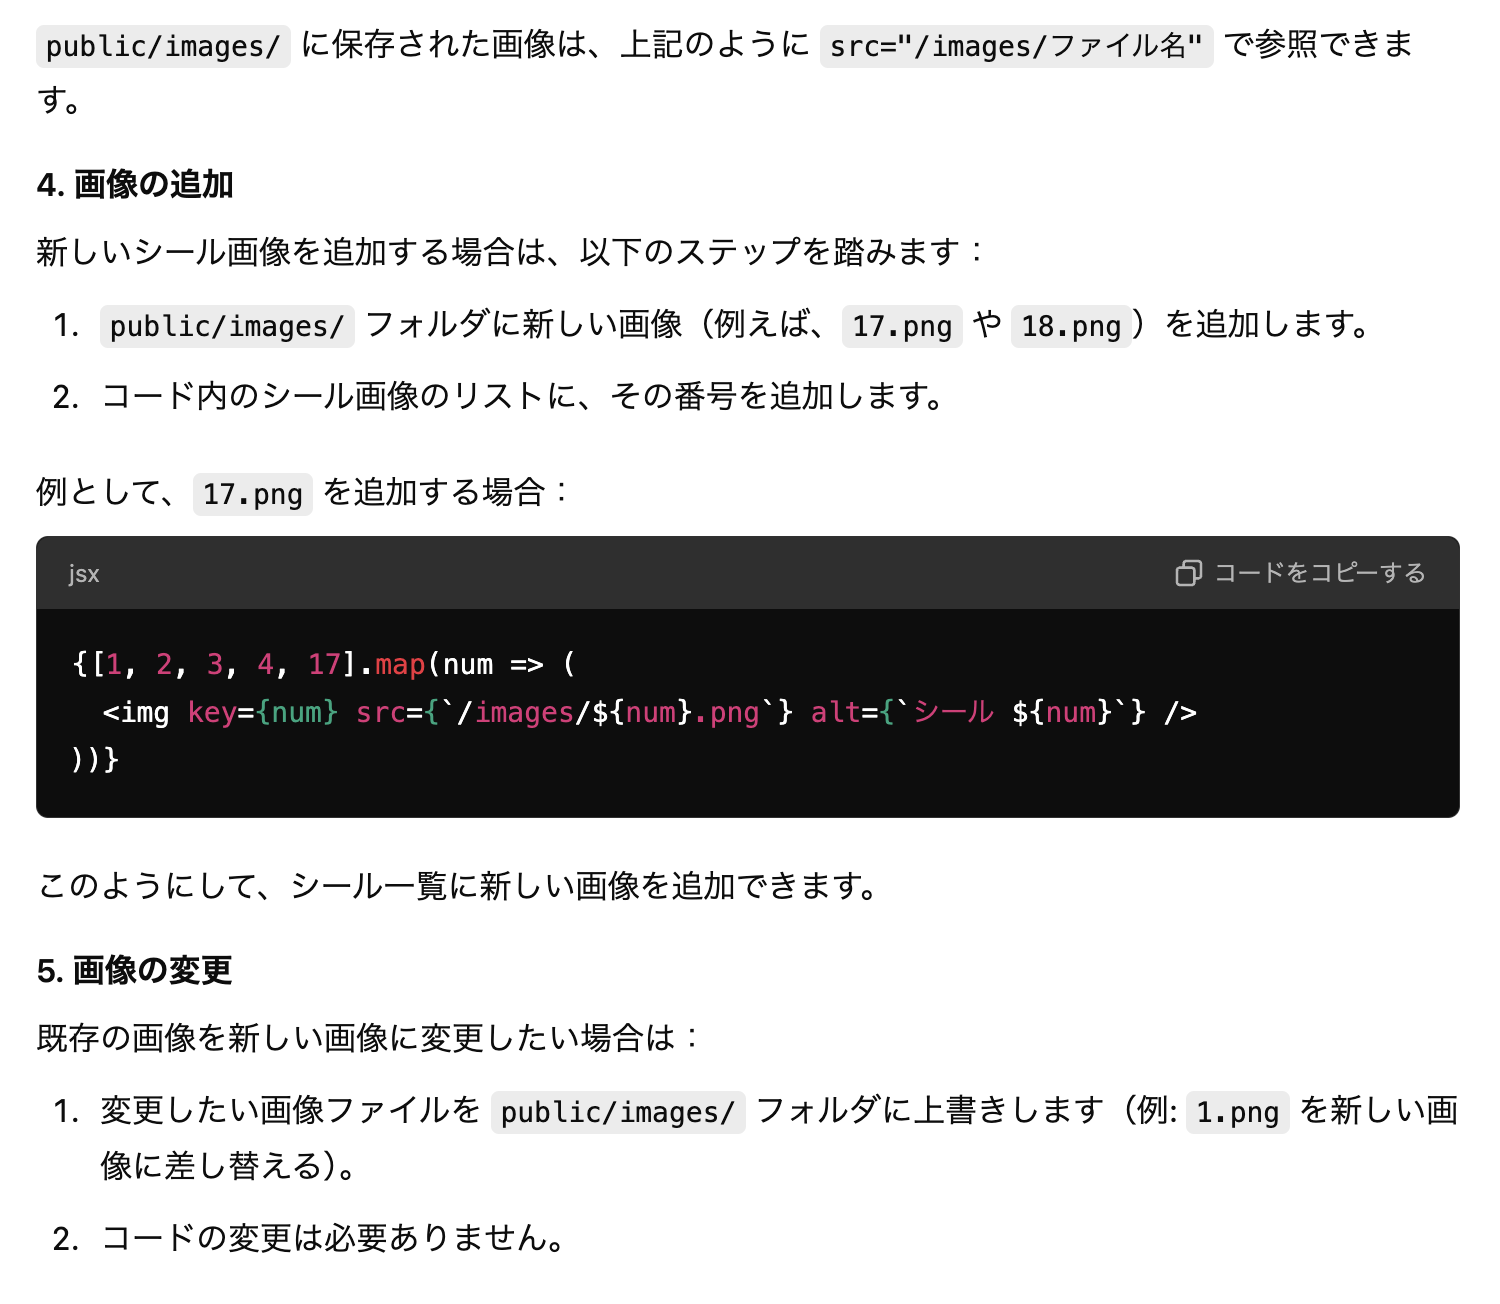 public/images/ に保存された画像は、上記のように src="/images/ファイル名" で参照できま
す。
4. 画像の追加
新しいシール画像を追加する場合は、以下のステップを踏みます：
1. public/images/ フォルダに新しい画像（例えば、 17.png や 18.png）を追加します。
2. コード内のシール画像のリストに、その番号を追加します。
例として、 17.png を追加する場合：
jsx コードをコピーする
{[1, 2, 3, 4, 17].map(num => (
  <img key={num} src={`/images/${num}.png`} alt={`シール ${num}`} />
))}
このようにして、シール一覧に新しい画像を追加できます。
5. 画像の変更
既存の画像を新しい画像に変更したい場合は：
1. 変更したい画像ファイルを public/images/ フォルダに上書きします（例: 1.png を新しい画
像に差し替える）。
2. コードの変更は必要ありません。